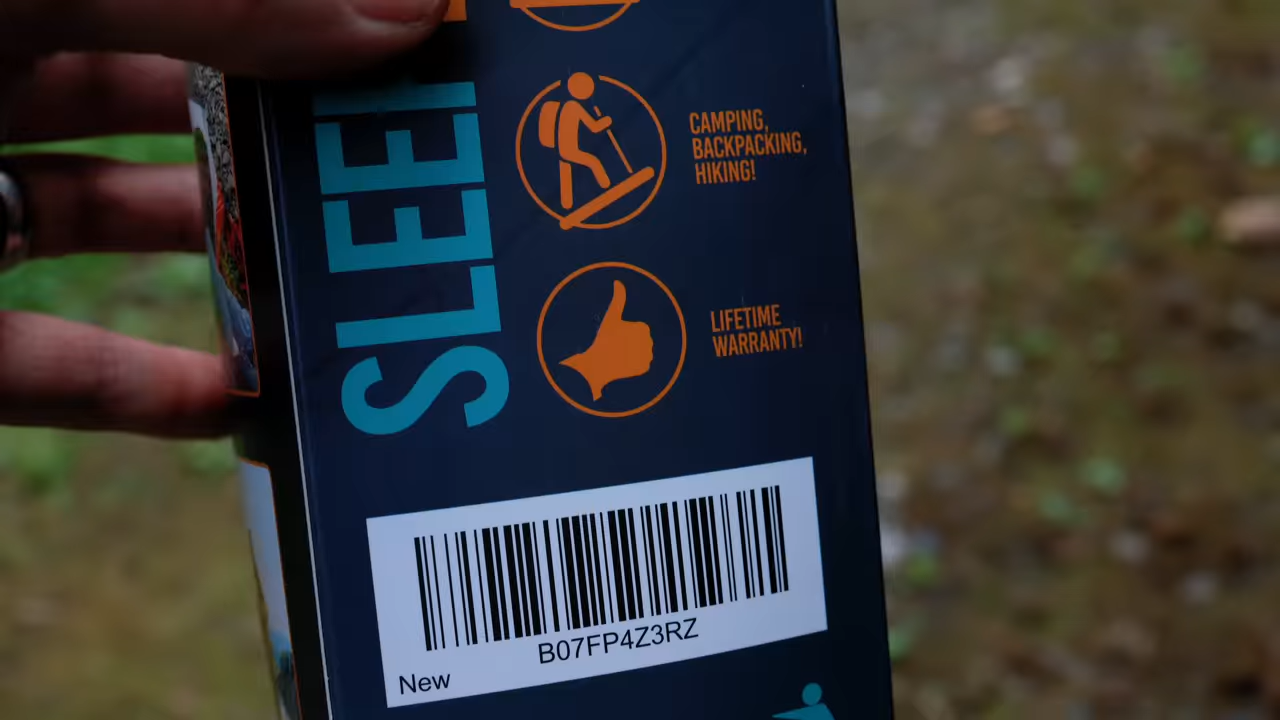 SLEE
CAMPING,
BACKPACKING,
HIKING!
LIFETIME
WARRANTY!
B07FP4Z3RZ
New